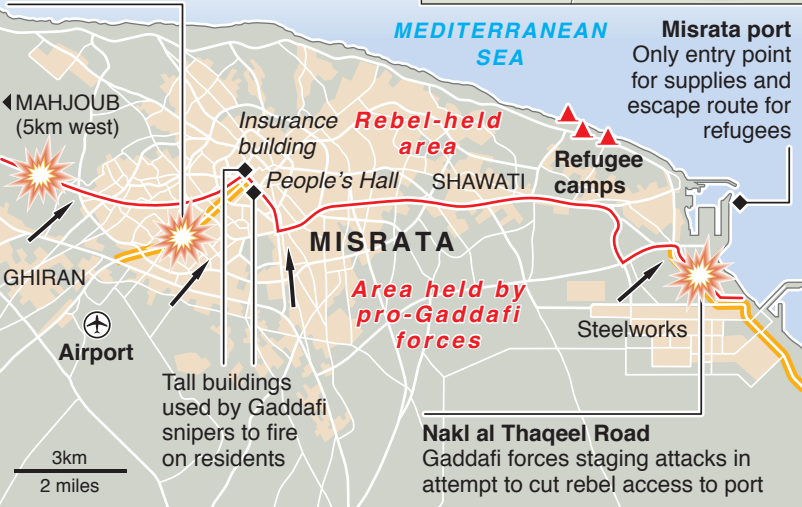 MEDITERRANEAN
SEA
Misrata port
Only entry point
for supplies and
escape route for
refugees
MAHJOUB
(5km west)
Insurance
building
Rebel-held
area
Refugee
camps
People's Hall
SHAWATI
MISRATA
GHIRAN
Area held by
pro-Gaddafi
forces
Steelworks
Airport
Tall buildings
used by Gaddafi
snipers to fire
on residents
Nakl al Thaqeel Road
Gaddafi forces staging attacks in
attempt to cut rebel access to port
3km
2 miles